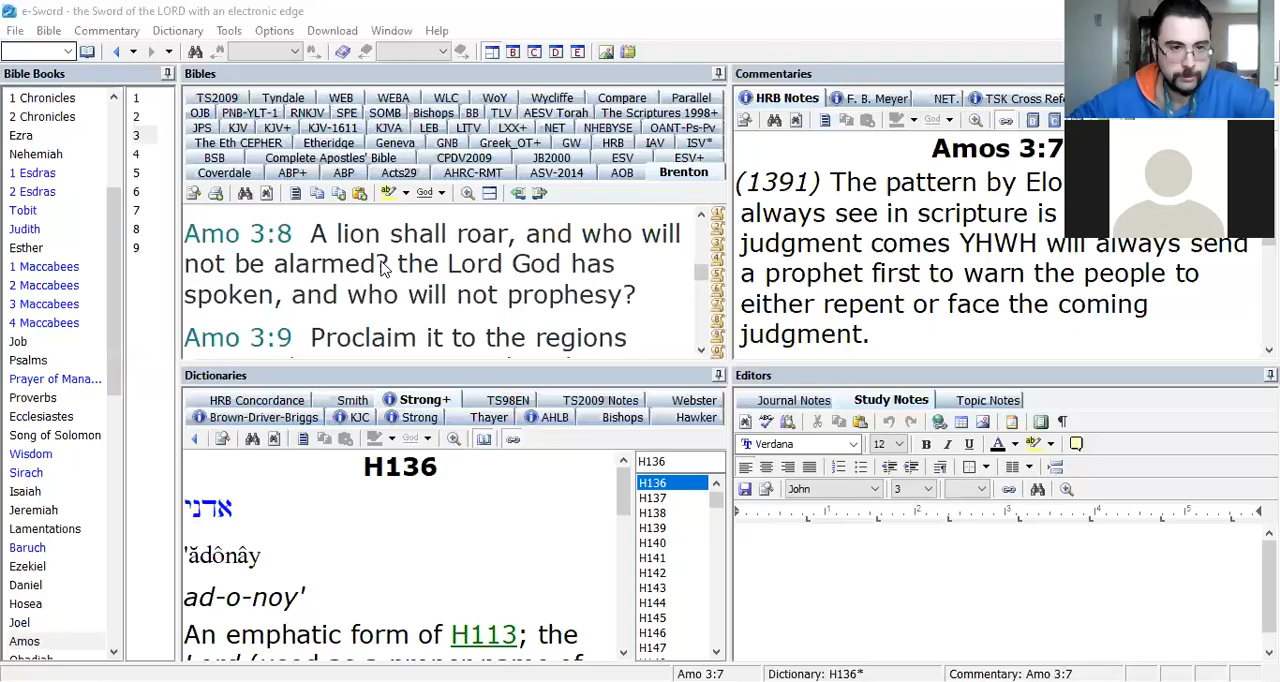 e-Sword - the Sword of the LORD with an electronic edge
File Bible Commentary Dictionary Tools Options Download Window Help
Bible Books
1 Chronicles
2 Chronicles
Ezra
Nehemiah
1 Esdras
2 Esdras
Tobit
Judith
Esther
1 Maccabees
2 Maccabees
3 Maccabees
4 Maccabees
Job
Psalms
Prayer of Mana...
Proverbs
Ecclesiastes
Song of Solomon
Wisdom
Sirach
Isaiah
Jeremiah
Lamentations
Baruch
Ezekiel
Daniel
Hosea
Joel
Amos
1
2
3
4
5
6
7
8
9
Bibles
TS2009 Tyndale WEB WEBA WLC WoY Wycliffe Compare Parallel
OJB PNB-YLT-1 RNKJV SPE SOMB Bishops BB TLV AESV Torah The Scriptures 1998+
JPS KJV KJV+ KJV-1611 KJVA LEB LITV LXX+ NET NHEBYSE OANT-Ps-Pv
The Eth CEPHER Etheridge Geneva GNB Greek_OT+ GW HRB IAV ISV*
BSB Complete Apostles' Bible CPDV2009 JB2000 ESV ESV+
Coverdale ABP+ ABP Acts29 AHRC-RMT ASV-2014 AOB Brenton
God
Amo 3:8 A lion shall roar, and who will
not be alarmed? the Lord God has
spoken, and who will not prophesy?
Amo 3:9 Proclaim it to the regions
Commentaries
HRB Notes F. B. Meyer NET. TSK Cross Refe
God
Amos 3:7
(1391) The pattern by Elo
always see in scripture is
judgment comes YHWH will always send
a prophet first to warn the people to
either repent or face the coming
judgment.
Dictionaries
HRB Concordance Smith Strong+ TS98EN TS2009 Notes Webster
Brown-Driver-Briggs KJC Strong Thayer AHLB Bishops Hawker
God
H136
אדני
'ădônây
ad-o-noy'
An emphatic form of H113; the
H136
H136
H137
H138
H139
H140
H141
H142
H143
H144
H145
H146
H147
Editors
Journal Notes Study Notes Topic Notes
Verdana 12 B I U A
John 3
1 2 3 4 5
Amo 3:7 Dictionary: H136* Commentary: Amo 3:7